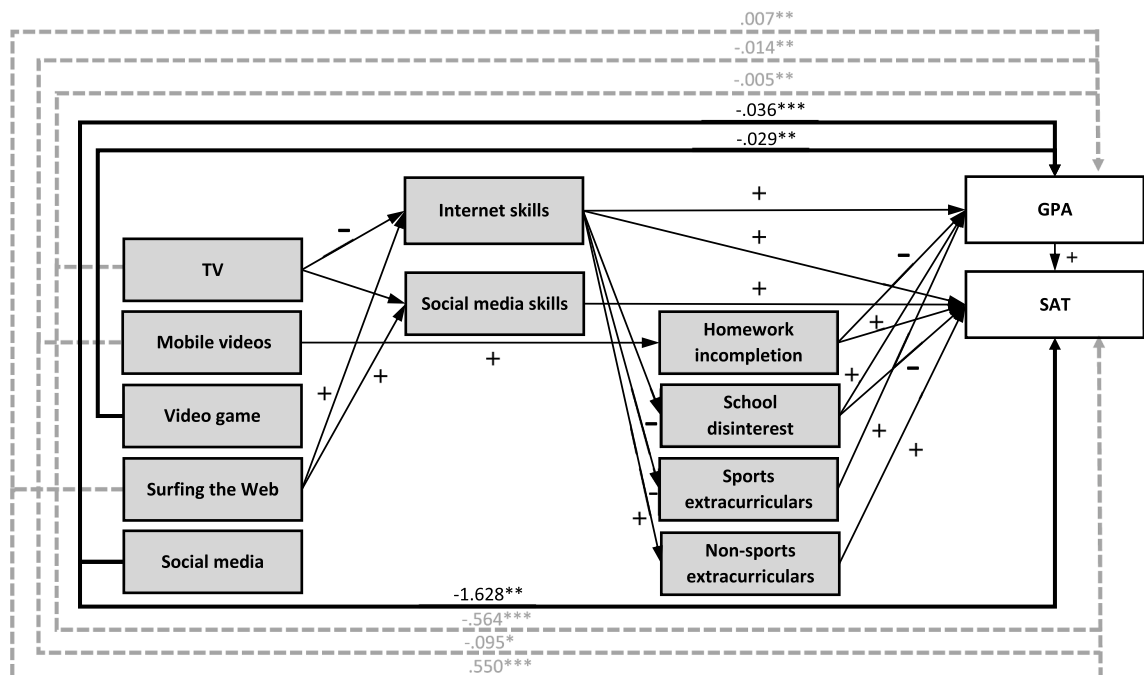 .007**
-.014**
-.005**
-.036***
-.029**
Internet skills
+
GPA
–
+
–
TV
+
Social media skills
+
SAT
Mobile videos
+
Homework
incompletion
+
+
+
–
Video game
School
disinterest
+
–
+
+
Surfing the Web
Sports
extracurriculars
–
+
Social media
Non-sports
extracurriculars
-1.628**
-.564***
-.095*
.550***